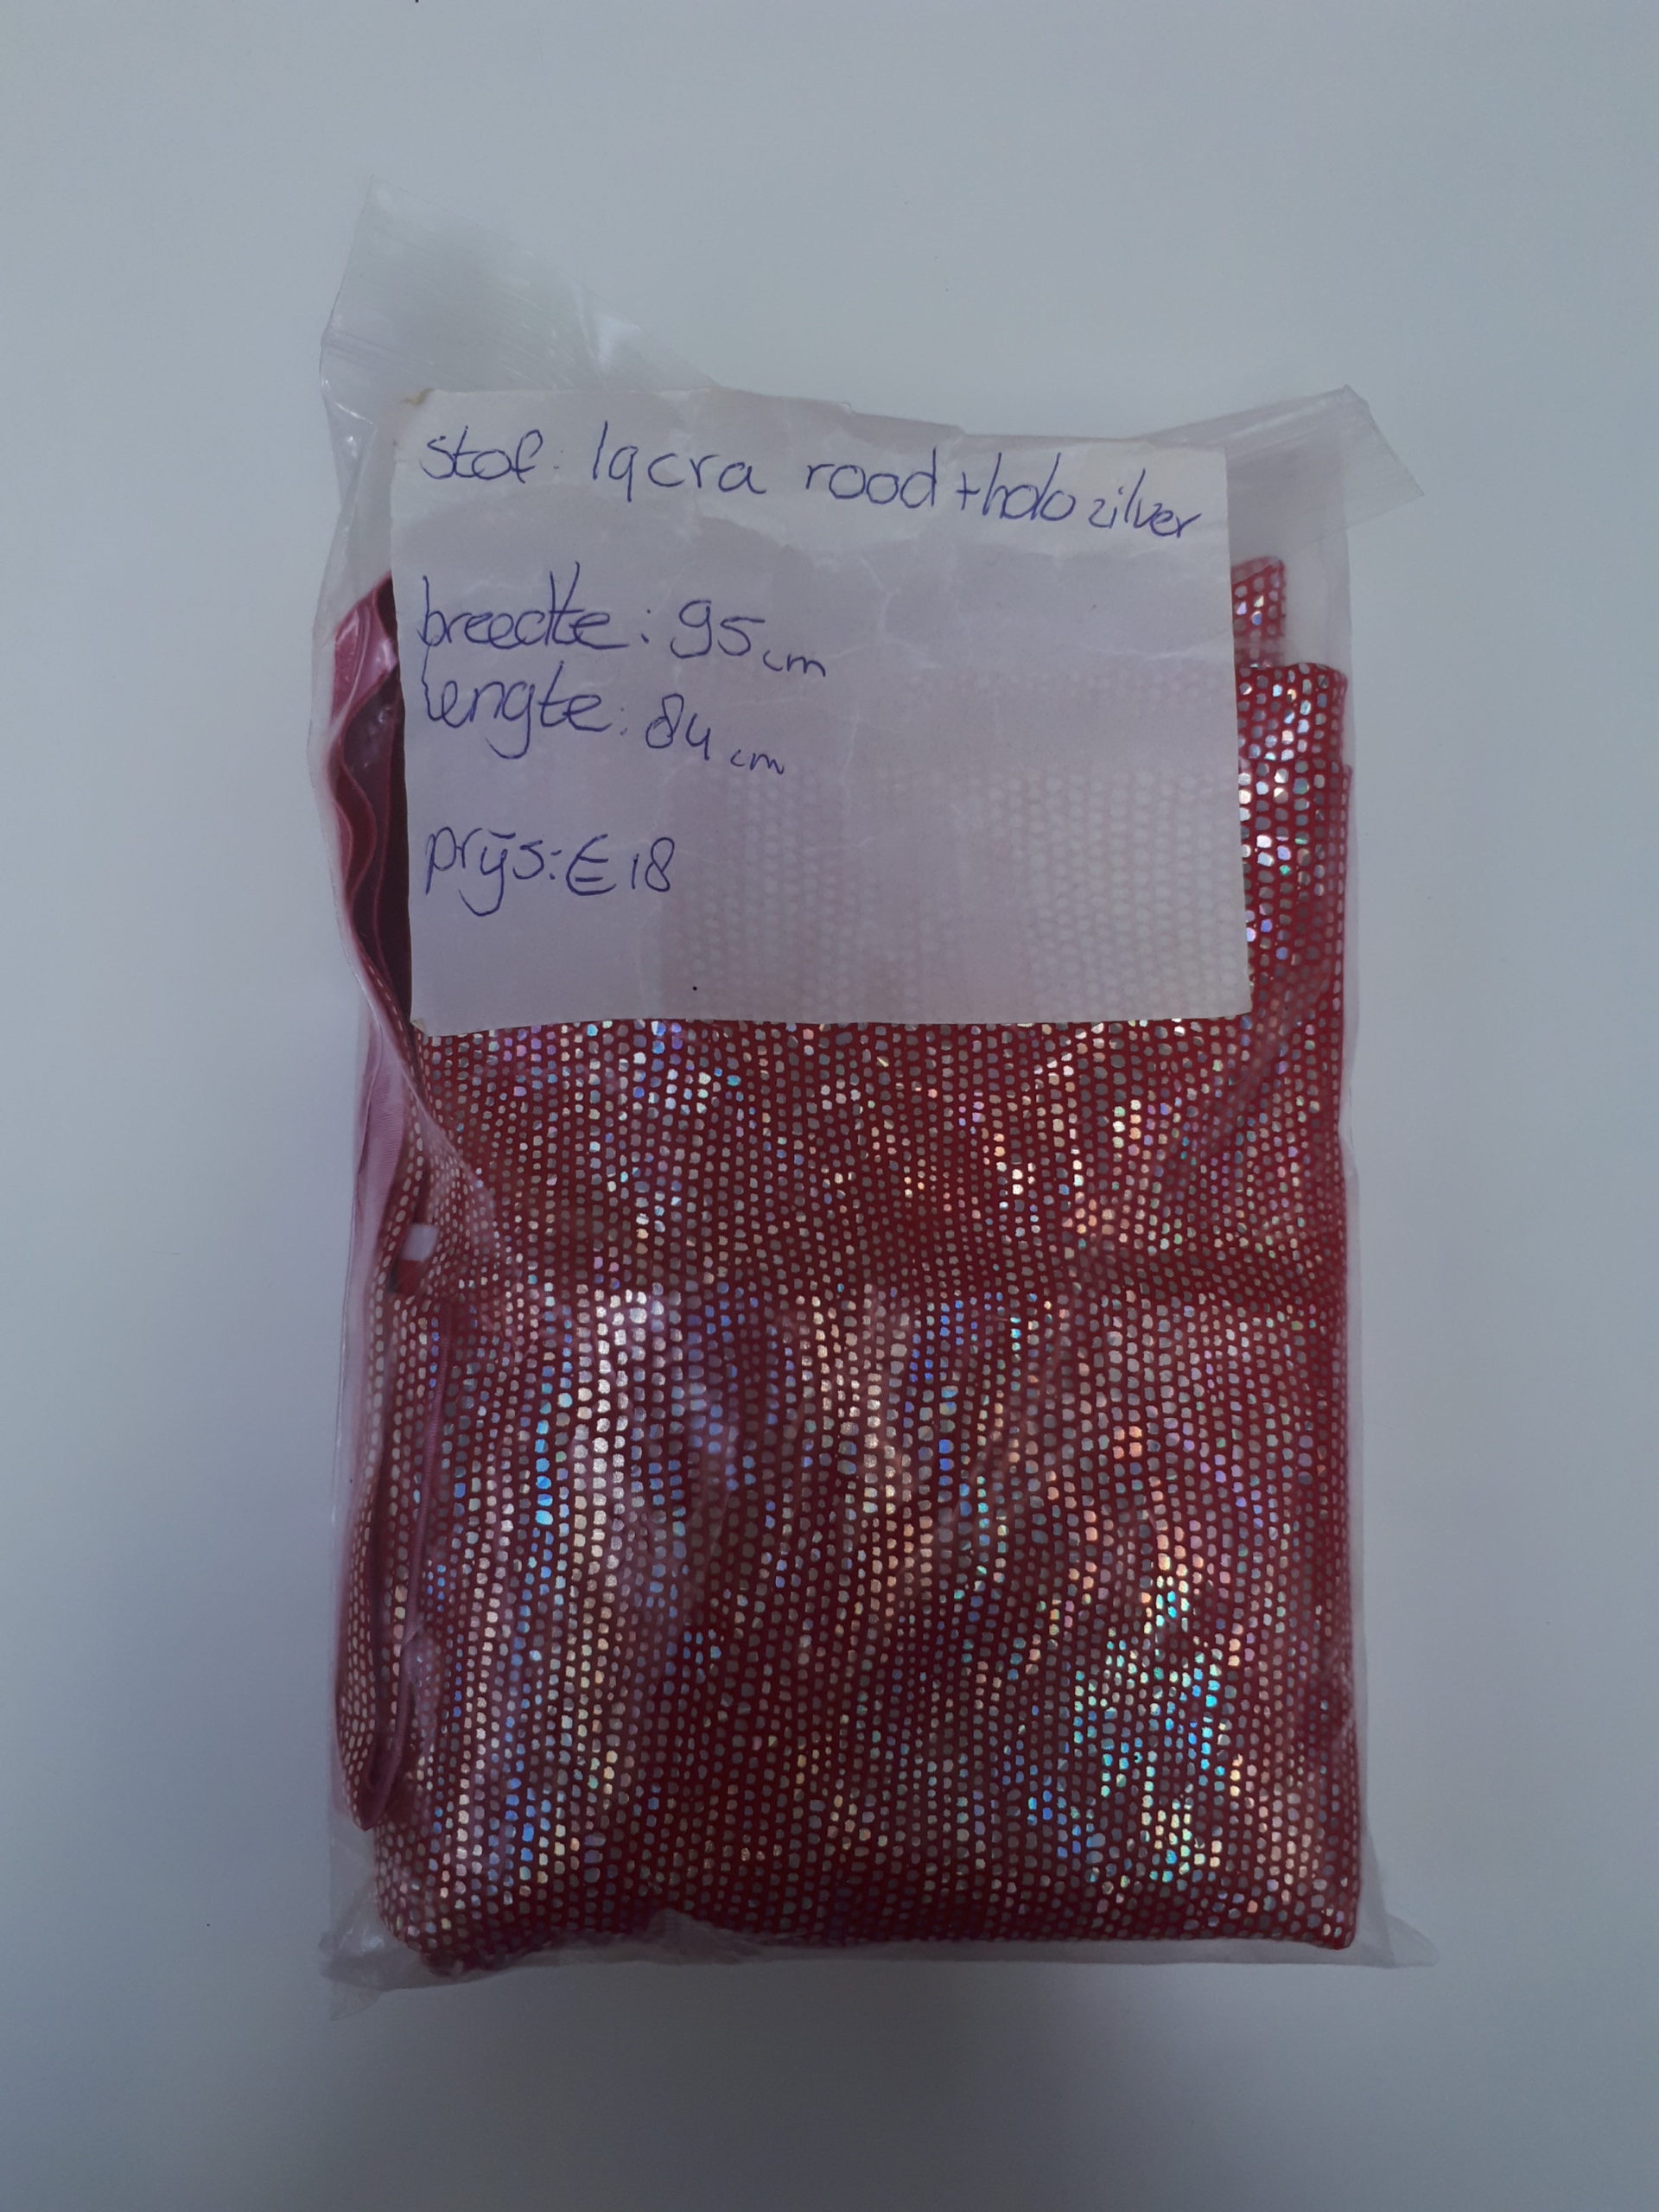 stof: lycra rood + holo zilver
breedte: 95 cm
lengte: 84 cm
prijs: € 18